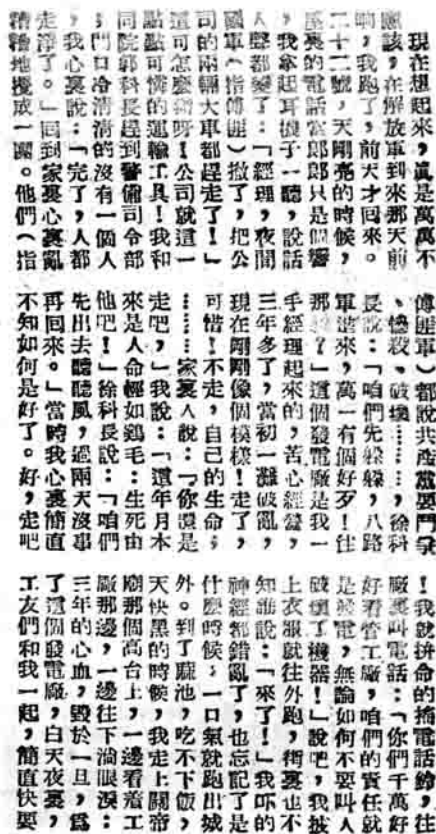 現在想起來，眞是萬萬不
應該，在解放軍到來那天前
晌，我跑了，前天才回來。
二十二號，天剛亮的時候，
屋裏的電話當郎郎只是個響
，我拿起耳機子一聽，說話
人聲都變了：「經理，夜間
國軍（指傅匪）撤了，把公
司的兩輛大車都趕走了！」
這可怎麼辦呀！公司就這一
點點可憐的運輸工具！我和
同院郭科長趕到警備司令部
，門口冷清清的沒有一個人
，我心裏說：「完了，人都
走淨了。」回到家裏心裏亂
糟糟地攪成一團。他們（指
傅匪軍）都說共產黨要鬥爭
、慘殺、破壞………，徐科
長說：「咱們先躲躲，八路
軍進來，萬一有個好歹！往
那？」這個發電廠是我一
手經理起來的，苦心經營，
三年多了，當初一灘破亂，
現在剛剛像個模樣！走了，
可惜！不走，自己的生命；
………家裏人說：「你還是
走吧，」我說：「這年月本
來是人命輕如鷄毛：生死由
他吧！」徐科長說：「咱們
先出去聽聽風，過兩天沒事
再回來。」當時我心裏簡直
不知如何是好了。好，走吧
！我就拚命的搖電話鈴，往
廠裏叫電話：「你們千萬好
好看管工廠，咱們的責任就
是發電，無論如何不要叫人
破壞了機器！」說吧，我披
上衣服就往外跑，街裏也不
知誰說：「來了！」我吓的
神經都錯亂了，也忘記了是
什麼時候，一口氣就跑出城
外。到了蔴池，吃不下飯，
天快黑的時候，我走上關帝
廟那個高台上，一邊看着工
廠那邊，一邊往下淌眼淚：
三年的心血，毀於一旦，爲
了這個發電廠，白天夜裏，
工友們和我一起，簡直快要